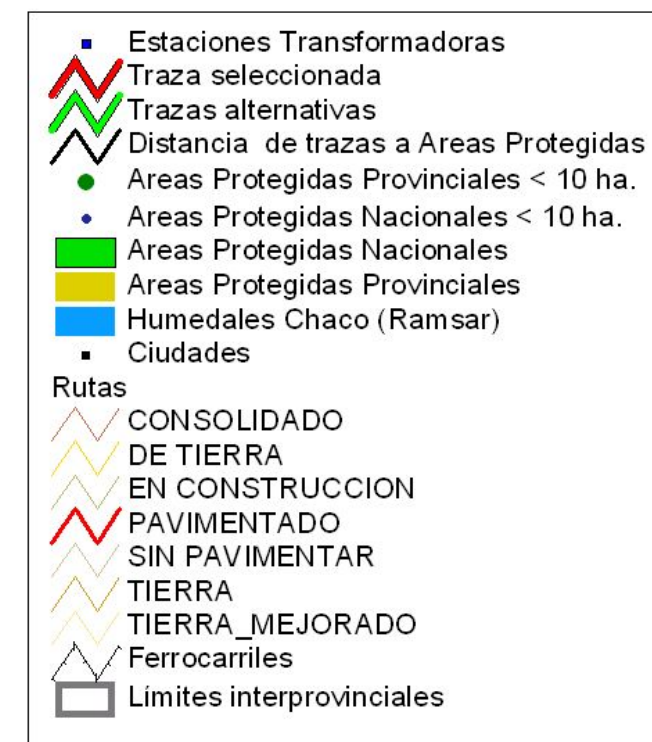 Estaciones Transformadoras
Traza seleccionada
Trazas alternativas
Distancia de trazas a Areas Protegidas
Areas Protegidas Provinciales < 10 ha.
Areas Protegidas Nacionales < 10 ha.
Areas Protegidas Nacionales
Areas Protegidas Provinciales
Humedales Chaco (Ramsar)
Ciudades
Rutas
CONSOLIDADO
DE TIERRA
EN CONSTRUCCION
PAVIMENTADO
SIN PAVIMENTAR
TIERRA
TIERRA_MEJORADO
Ferrocarriles
Límites interprovinciales